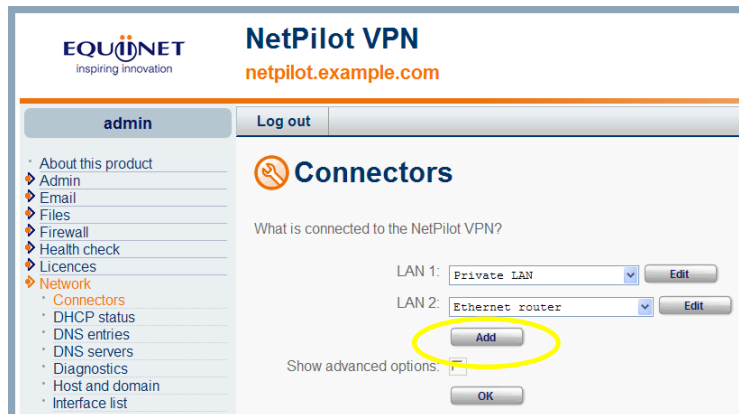 EQUiiNET
inspiring innovation
NetPilot VPN
netpilot.example.com
admin
Log out
About this product
Admin
Email
Files
Firewall
Health check
Licences
Network
Connectors
DHCP status
DNS entries
DNS servers
Diagnostics
Host and domain
Interface list
Connectors
What is connected to the NetPilot VPN?
LAN 1: Private LAN Edit
LAN 2: Ethernet router Edit
Add
Show advanced options:
OK